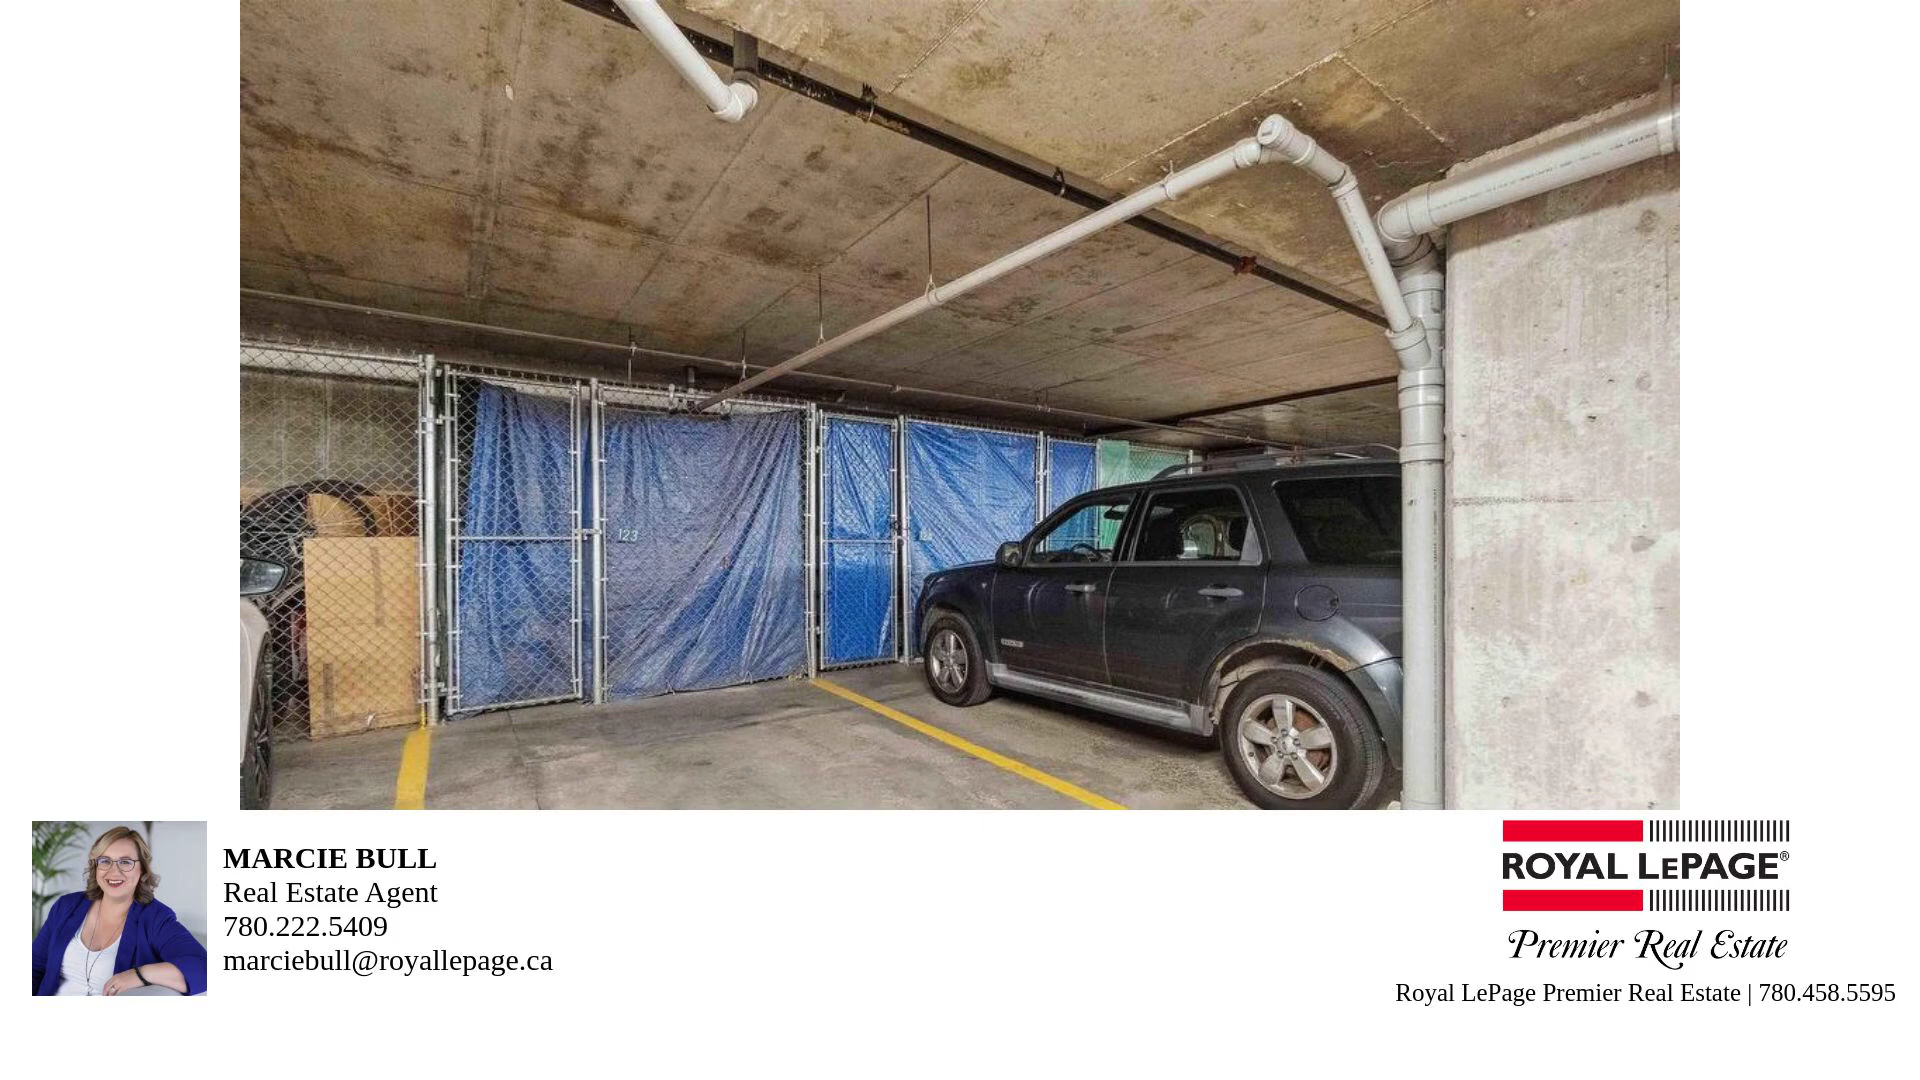 123
MARCIE BULL
Real Estate Agent
780.222.5409
marciebull@royallepage.ca
ROYAL LEPAGE®
Premier Real Estate
Royal LePage Premier Real Estate | 780.458.5595